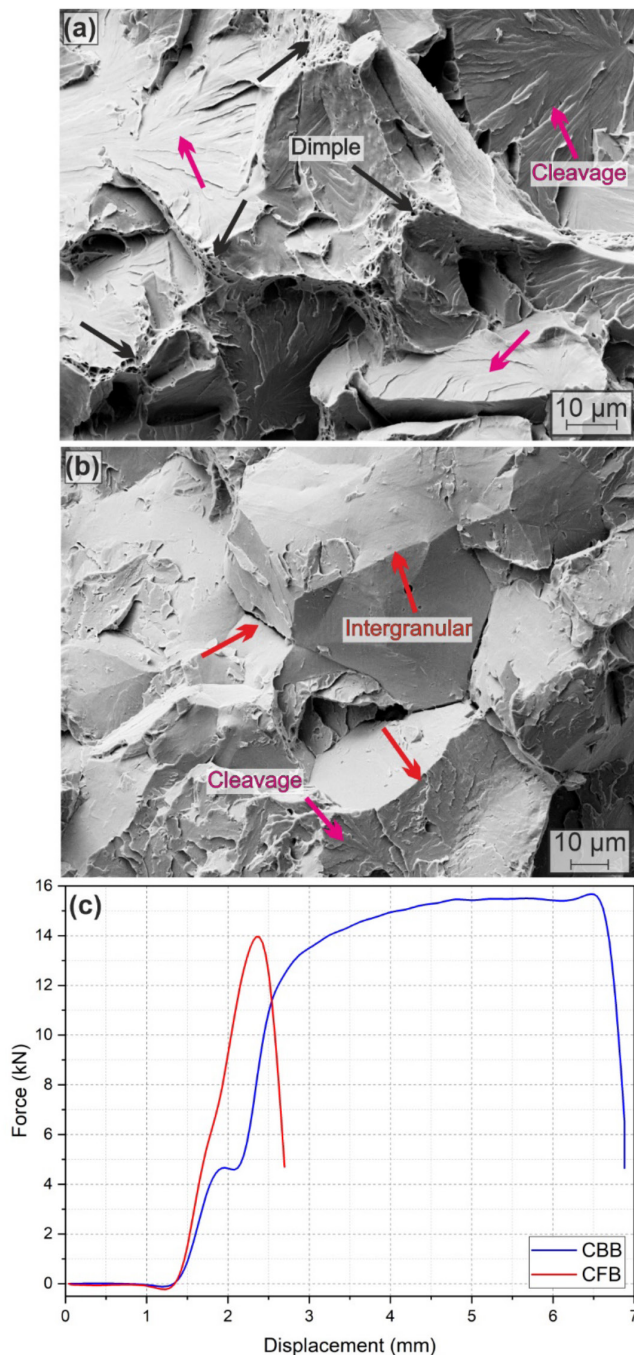 (a)
Dimple
Cleavage
10 µm
(b)
Intergranular
Cleavage
10 µm
(c)
16
14
12
10
8
6
4
2
0
Force (kN)
0 1 2 3 4 5 6 7
Displacement (mm)
CBB
CFB